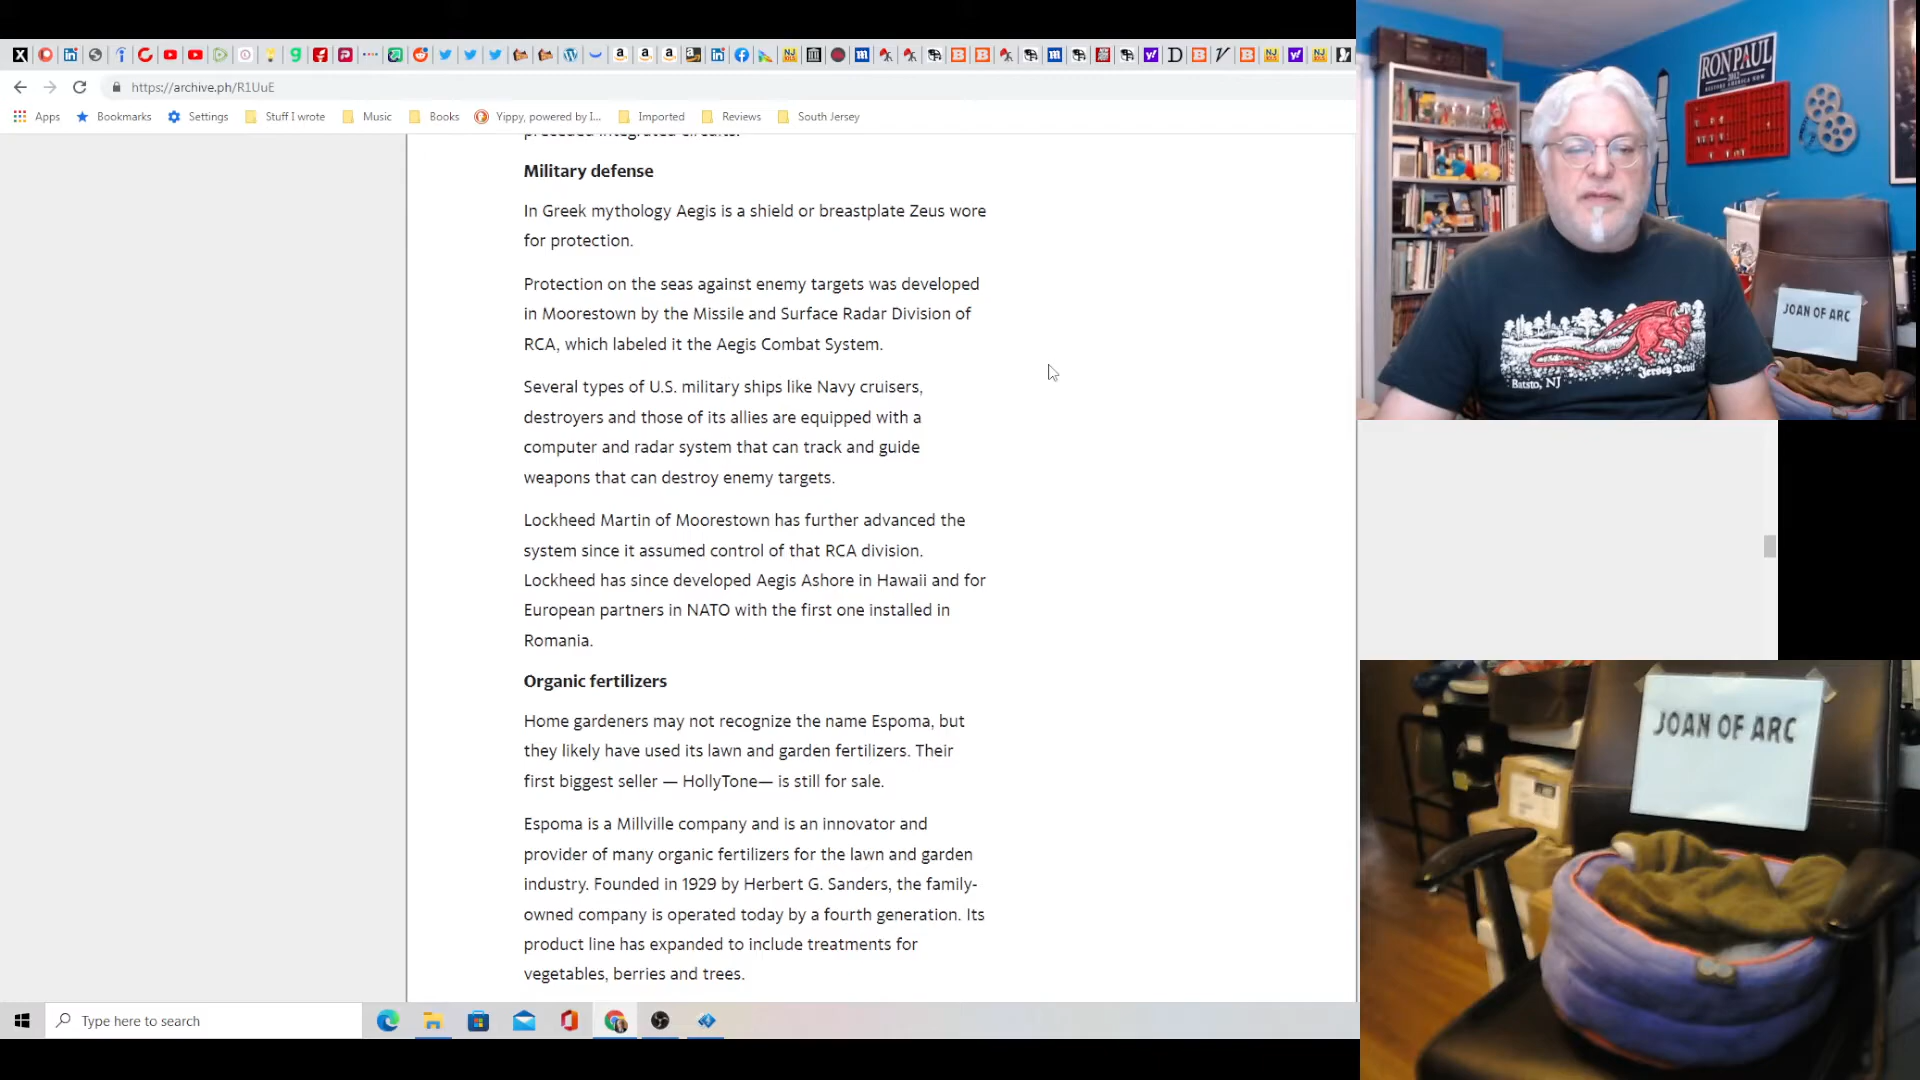 https://archive.ph/R1UuE
Apps Bookmarks Settings Stuff I wrote Music Books Yippy, powered by I... Imported Reviews South Jersey
preceded integrated circuits.
Military defense
In Greek mythology Aegis is a shield or breastplate Zeus wore
for protection.
Protection on the seas against enemy targets was developed
in Moorestown by the Missile and Surface Radar Division of
RCA, which labeled it the Aegis Combat System.
Several types of U.S. military ships like Navy cruisers,
destroyers and those of its allies are equipped with a
computer and radar system that can track and guide
weapons that can destroy enemy targets.
Lockheed Martin of Moorestown has further advanced the
system since it assumed control of that RCA division.
Lockheed has since developed Aegis Ashore in Hawaii and for
European partners in NATO with the first one installed in
Romania.
Organic fertilizers
Home gardeners may not recognize the name Espoma, but
they likely have used its lawn and garden fertilizers. Their
first biggest seller — HollyTone— is still for sale.
Espoma is a Millville company and is an innovator and
provider of many organic fertilizers for the lawn and garden
industry. Founded in 1929 by Herbert G. Sanders, the family-
owned company is operated today by a fourth generation. Its
product line has expanded to include treatments for
vegetables, berries and trees.
Type here to search
RON PAUL
2012
RESTORE AMERICA NOW
JOAN OF ARC
Batsto, NJ
Jersey Devil
JOAN OF ARC